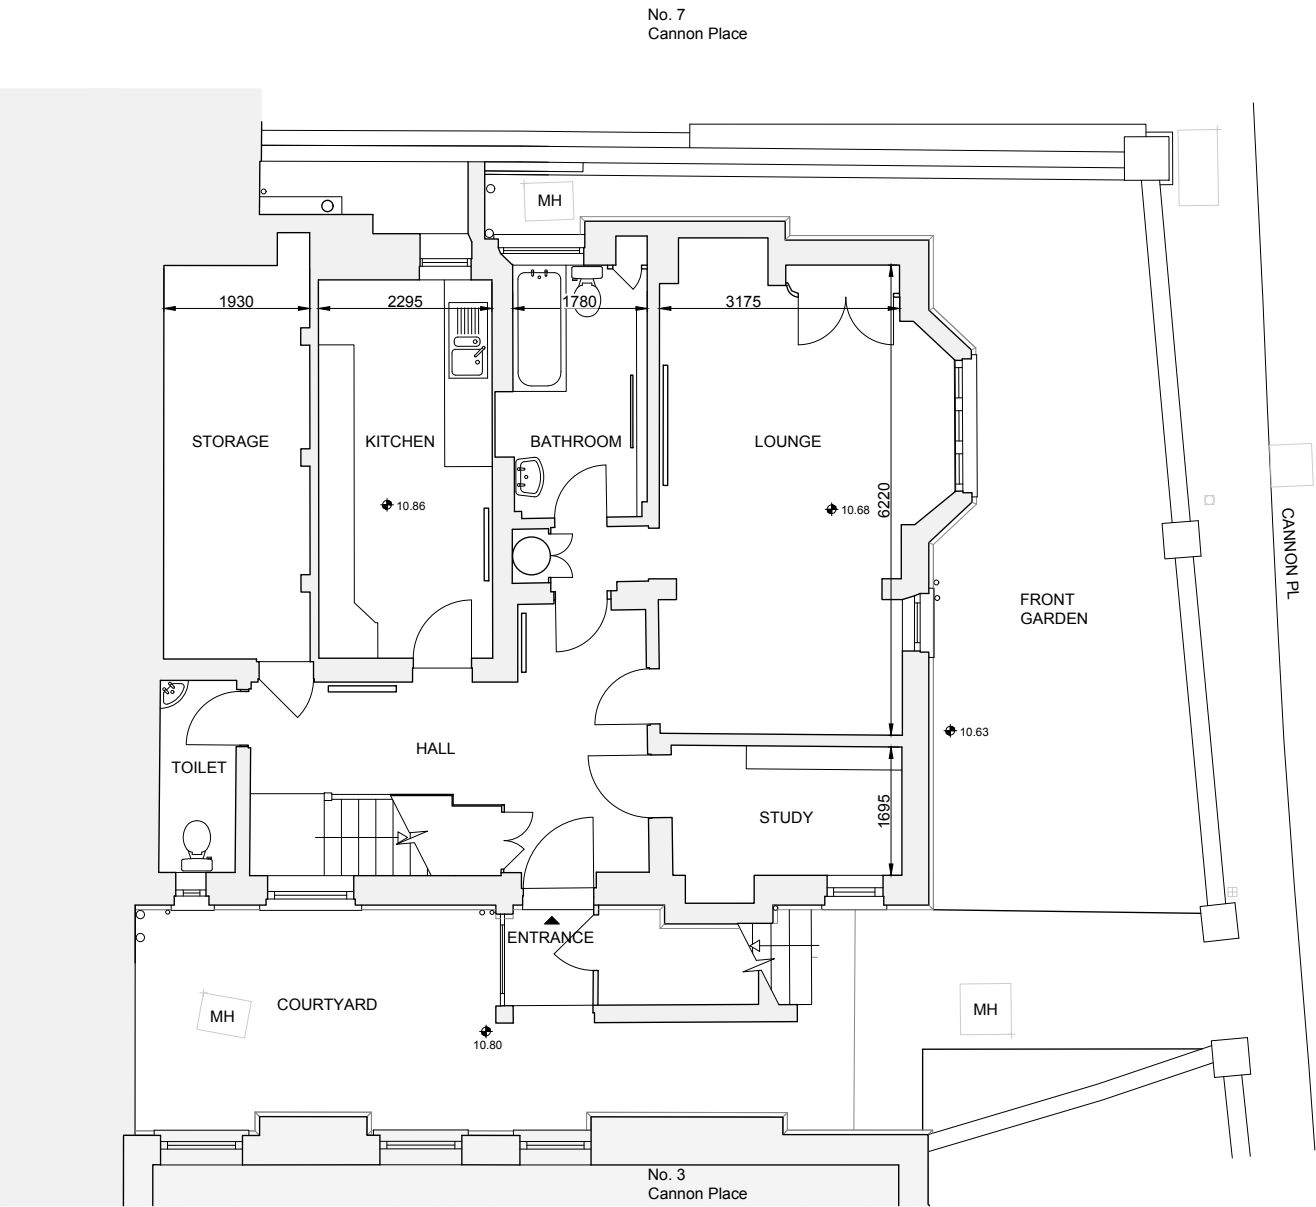 No. 7
Cannon Place
MH
1930
2295
1780
3175
STORAGE
KITCHEN
BATHROOM
LOUNGE
10.86
10.68
6220
CANNON PL
FRONT
GARDEN
10.63
HALL
TOILET
STUDY
1695
ENTRANCE
COURTYARD
MH
MH
10.80
No. 3
Cannon Place